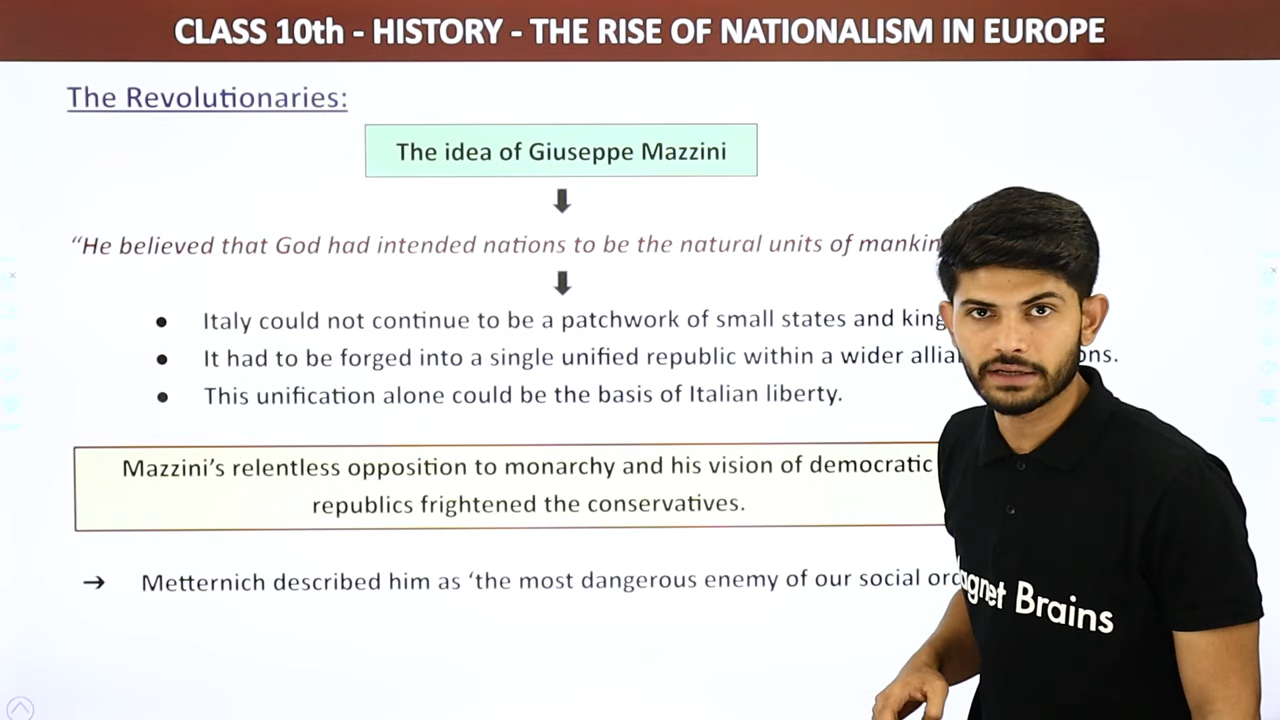 CLASS 10th - HISTORY - THE RISE OF NATIONALISM IN EUROPE
The Revolutionaries:
The idea of Giuseppe Mazzini
“He believed that God had intended nations to be the natural units of
● Italy could not continue to be a patchwork of small states and
● It had to be forged into a single unified republic within a wider
● This unification alone could be the basis of Italian liberty.
Mazzini’s relentless opposition to monarchy and his vision of democratic
republics frightened the conservatives.
→ Metternich described him as ‘the most dangerous enemy of our social
Brains